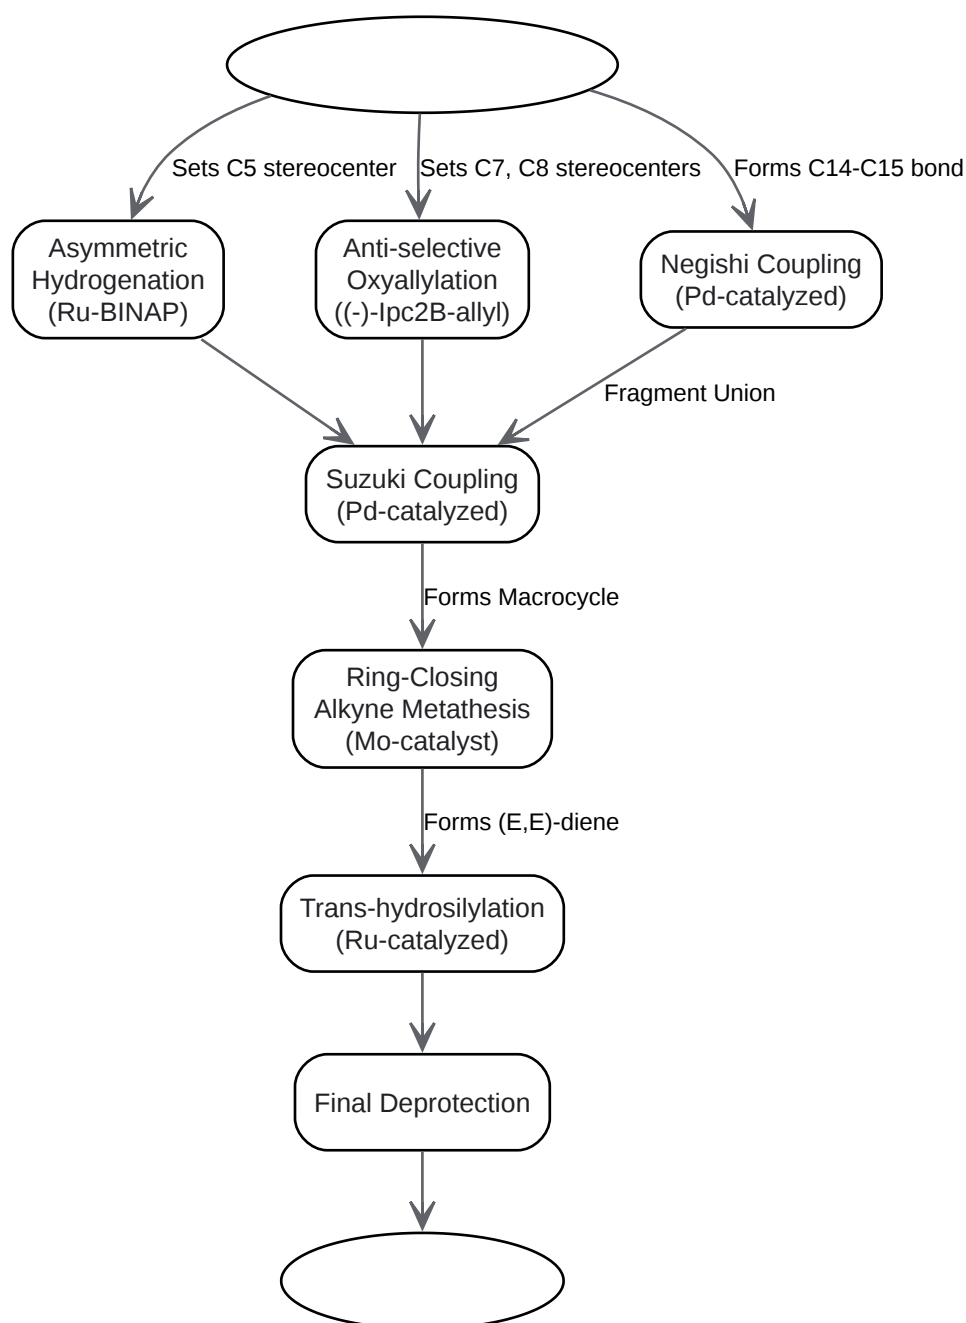 Sets C5 stereocenter
Sets C7, C8 stereocenters
Forms C14-C15 bond
Asymmetric
Hydrogenation
(Ru-BINAP)
Anti-selective
Oxyallylation
((-)-Ipc2B-allyl)
Negishi Coupling
(Pd-catalyzed)
Fragment Union
Suzuki Coupling
(Pd-catalyzed)
Forms Macrocycle
Ring-Closing
Alkyne Metathesis
(Mo-catalyst)
Forms (E,E)-diene
Trans-hydrosilylation
(Ru-catalyzed)
Final Deprotection